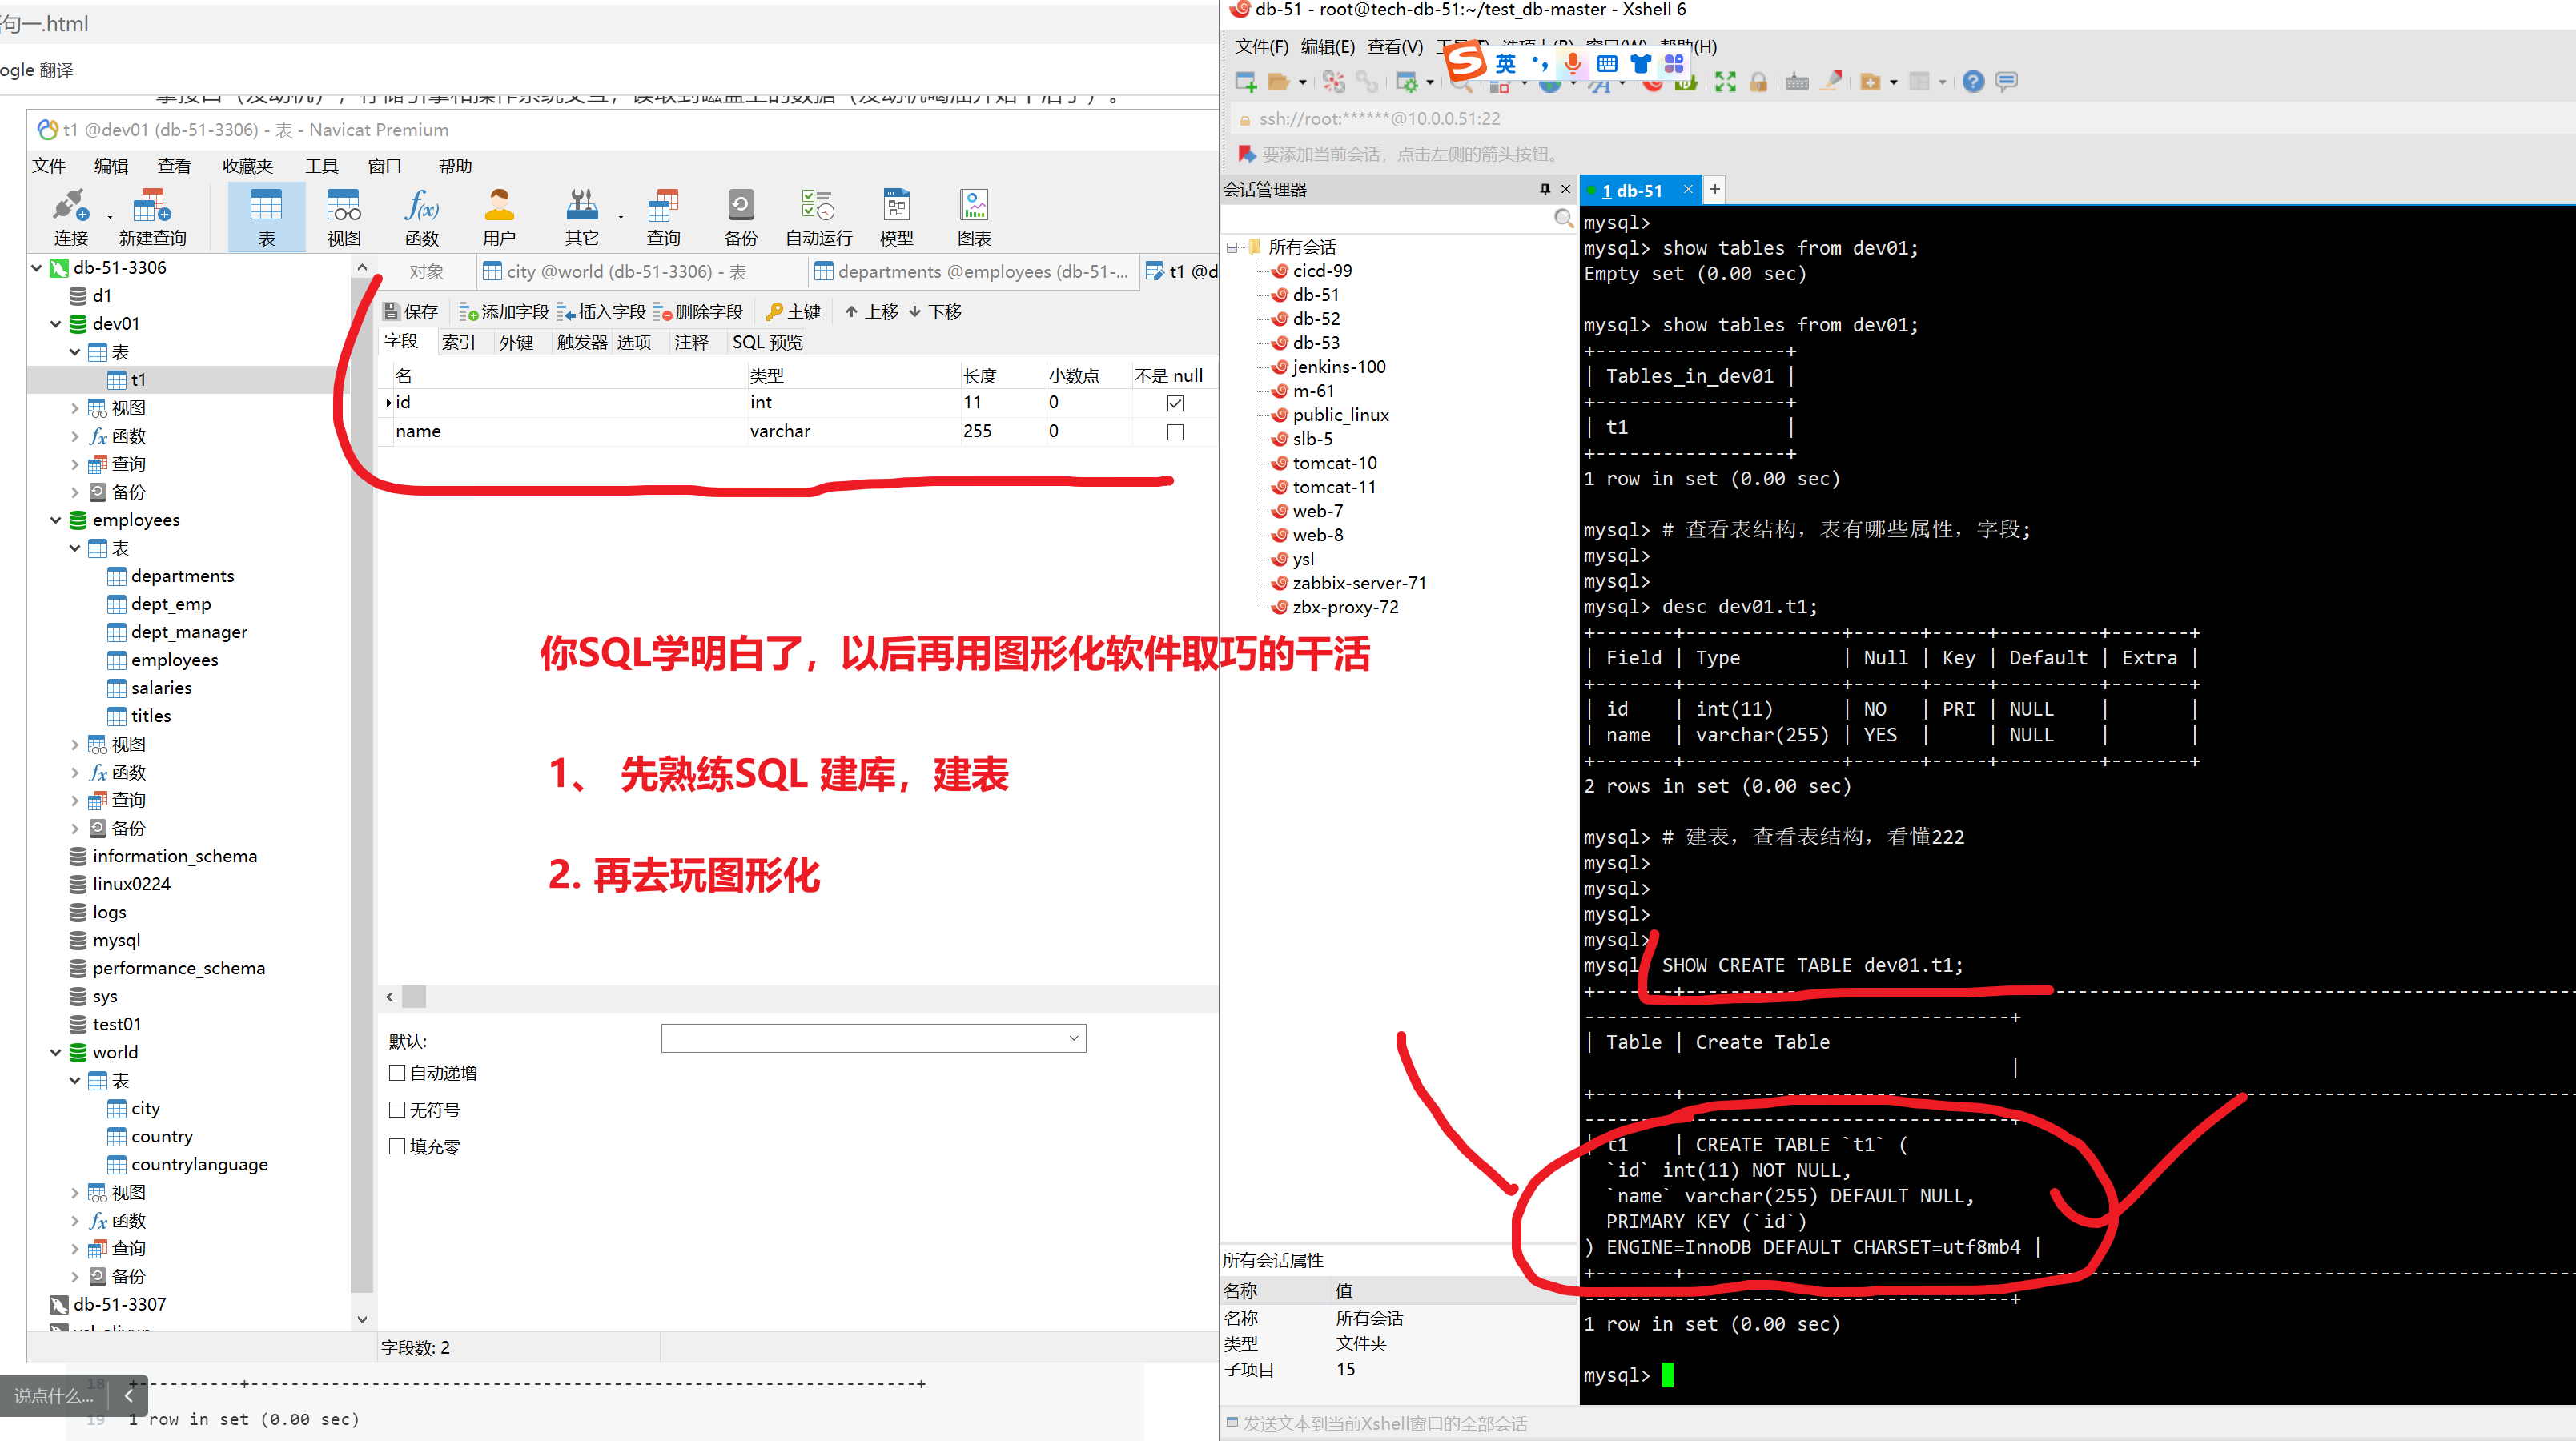 语句一.html
ogle 翻译
t1 @dev01 (db-51-3306) - 表 - Navicat Premium
文件 编辑 查看 收藏夹 工具 窗口 帮助
连接 新建查询 表 视图 函数 用户 其它 查询 备份 自动运行 模型 图表
db-51-3306
d1
dev01
表
t1
视图
函数
查询
备份
employees
表
departments
dept_emp
dept_manager
employees
salaries
titles
视图
函数
查询
备份
information_schema
linux0224
logs
mysql
performance_schema
sys
test01
world
表
city
country
countrylanguage
视图
函数
查询
备份
db-51-3307
对象 city @world (db-51-3306) - 表 departments @employees (db-51-... t1 @d
保存 添加字段 插入字段 删除字段 主键 上移 下移
字段 索引 外键 触发器 选项 注释 SQL 预览
名 类型 长度 小数点 不是 null
id int 11 0
name varchar 255 0
你SQL学明白了，以后再用图形化软件取巧的干活
1、 先熟练SQL 建库，建表
2. 再去玩图形化
默认:
自动递增
无符号
填充零
字段数: 2
说点什么...
18 +----------+------------------------------------------------------------------+
19 1 row in set (0.00 sec)
db-51 - root@tech-db-51:~/test_db-master - Xshell 6
文件(F) 编辑(E) 查看(V) 帮助(H)
英
ssh://root:******@10.0.0.51:22
要添加当前会话，点击左侧的箭头按钮。
会话管理器
所有会话
cicd-99
db-51
db-52
db-53
jenkins-100
m-61
public_linux
slb-5
tomcat-10
tomcat-11
web-7
web-8
ysl
zabbix-server-71
zbx-proxy-72
所有会话属性
名称 值
名称 所有会话
类型 文件夹
子项目 15
1 db-51
mysql>
mysql> show tables from dev01;
Empty set (0.00 sec)
mysql> show tables from dev01;
+-----------------+
| Tables_in_dev01 |
+-----------------+
| t1 |
+-----------------+
1 row in set (0.00 sec)
mysql> # 查看表结构，表有哪些属性，字段;
mysql>
mysql>
mysql> desc dev01.t1;
+-------+--------------+------+-----+---------+-------+
| Field | Type | Null | Key | Default | Extra |
+-------+--------------+------+-----+---------+-------+
| id | int(11) | NO | PRI | NULL | |
| name | varchar(255) | YES | | NULL | |
+-------+--------------+------+-----+---------+-------+
2 rows in set (0.00 sec)
mysql> # 建表，查看表结构，看懂222
mysql>
mysql>
mysql>
mysql>
mysql> SHOW CREATE TABLE dev01.t1;
| Table | Create Table
|
| t1 | CREATE TABLE `t1` (
`id` int(11) NOT NULL,
`name` varchar(255) DEFAULT NULL,
PRIMARY KEY (`id`)
) ENGINE=InnoDB DEFAULT CHARSET=utf8mb4 |
1 row in set (0.00 sec)
mysql>
发送文本到当前Xshell窗口的全部会话